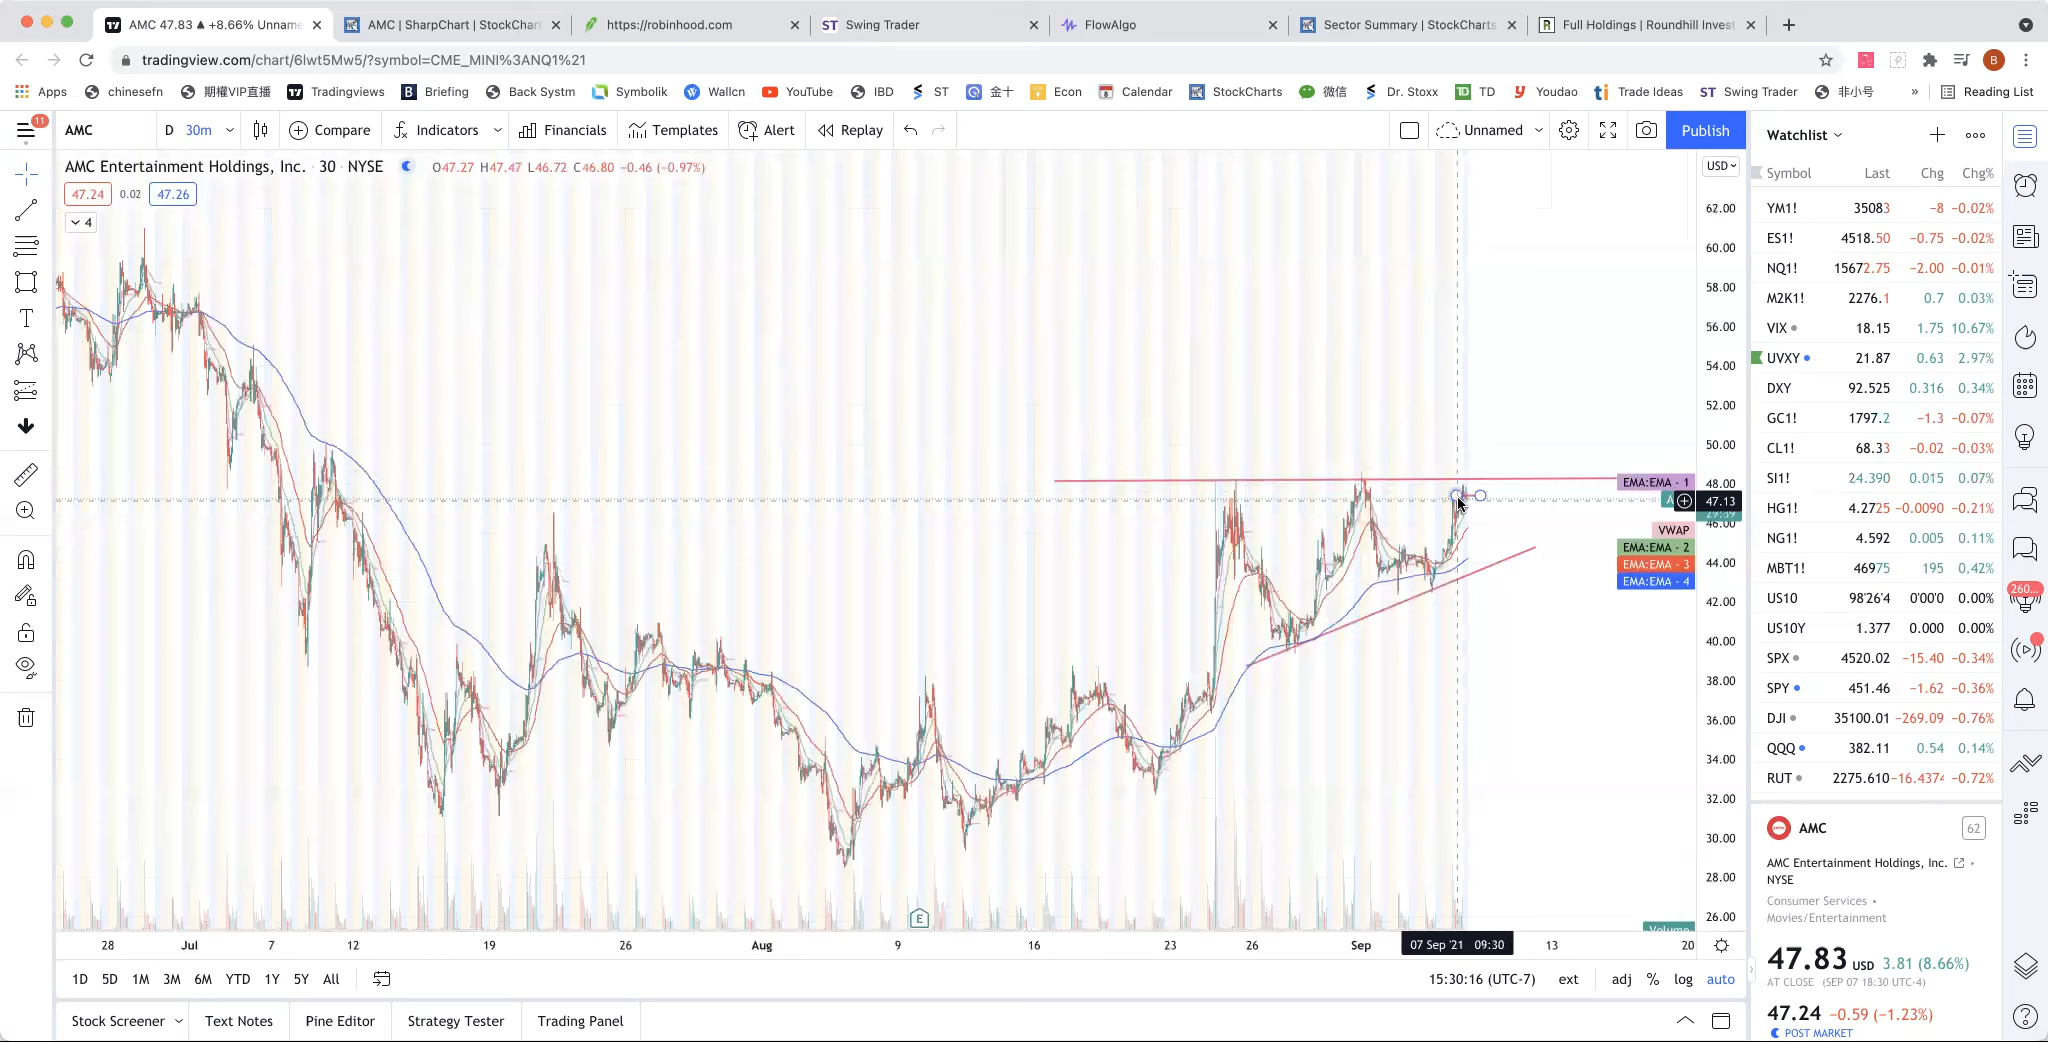 AMC 47.83 ▲ +8.66% Unname
AMC | SharpChart | StockChart
https://robinhood.com
ST Swing Trader
FlowAlgo
Sector Summary | StockCharts
Full Holdings | Roundhill Invest
tradingview.com/chart/6lwt5Mw5/?symbol=CME_MINI%3ANQ1%21
B
Apps chinesefn 期權VIP直播 Tradingviews Briefing Back Systm Symbolik Wallcn YouTube IBD ST 金十 Econ Calendar StockCharts 微信 Dr. Stoxx TD Youdao Trade Ideas ST Swing Trader 非小号 » Reading List
11
AMC D 30m Compare Indicators Financials Templates Alert Replay Unnamed Publish
AMC Entertainment Holdings, Inc. 30 NYSE O47.27 H47.47 L46.72 C46.80 −0.46 (−0.97%)
47.24 0.02 47.26
4
USD
62.00
60.00
58.00
56.00
54.00
52.00
50.00
48.00
47.13
46.00
44.00
42.00
40.00
38.00
36.00
34.00
32.00
30.00
28.00
26.00
EMA:EMA - 1
VWAP
EMA:EMA - 2
EMA:EMA - 3
EMA:EMA - 4
Volume
E
28 Jul 7 12 19 26 Aug 9 16 23 26 Sep 07 Sep '21 09:30 13 20
1D 5D 1M 3M 6M YTD 1Y 5Y All 15:30:16 (UTC-7) ext adj % log auto
Stock Screener Text Notes Pine Editor Strategy Tester Trading Panel
Watchlist
Symbol Last Chg Chg%
YM1! 35083 −8 −0.02%
ES1! 4518.50 −0.75 −0.02%
NQ1! 15672.75 −2.00 −0.01%
M2K1! 2276.1 0.7 0.03%
VIX 18.15 1.75 10.67%
UVXY 21.87 0.63 2.97%
DXY 92.525 0.316 0.34%
GC1! 1797.2 −1.3 −0.07%
CL1! 68.33 −0.02 −0.03%
SI1! 24.390 0.015 0.07%
HG1! 4.2725 −0.0090 −0.21%
NG1! 4.592 0.005 0.11%
MBT1! 46975 195 0.42%
US10 98'26'4 0'00'0 0.00%
US10Y 1.377 0.000 0.00%
SPX 4520.02 −15.40 −0.34%
SPY 451.46 −1.62 −0.36%
DJI 35100.01 −269.09 −0.76%
QQQ 382.11 0.54 0.14%
RUT 2275.610 −16.4374 −0.72%
260...
AMC 62
AMC Entertainment Holdings, Inc. •
NYSE
Consumer Services •
Movies/Entertainment
47.83 USD 3.81 (8.66%)
AT CLOSE (SEP 07 18:30 UTC-4)
47.24 −0.59 (−1.23%)
POST MARKET